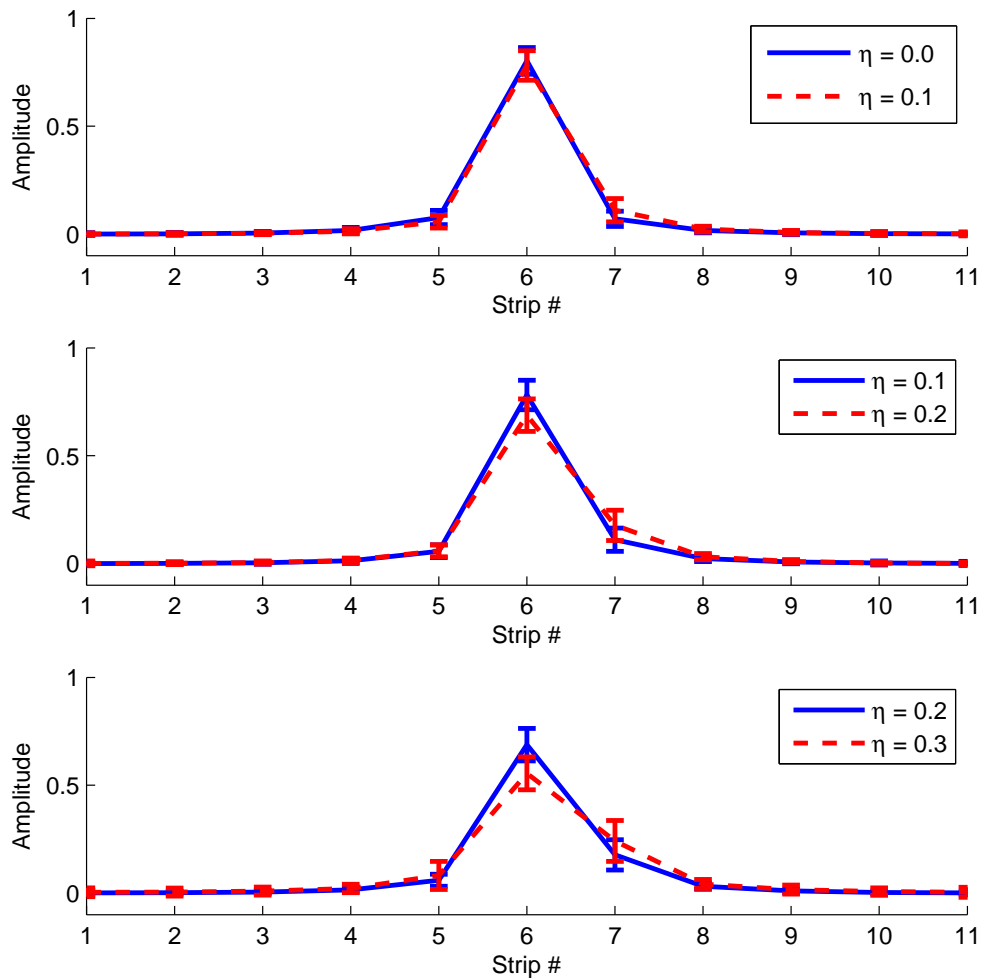 1
η = 0.0
η = 0.1
0.5
0
Amplitude
1 2 3 4 5 6 7 8 9 10 11
Strip #
1
η = 0.1
η = 0.2
0.5
0
Amplitude
1 2 3 4 5 6 7 8 9 10 11
Strip #
1
η = 0.2
η = 0.3
0.5
0
Amplitude
1 2 3 4 5 6 7 8 9 10 11
Strip #